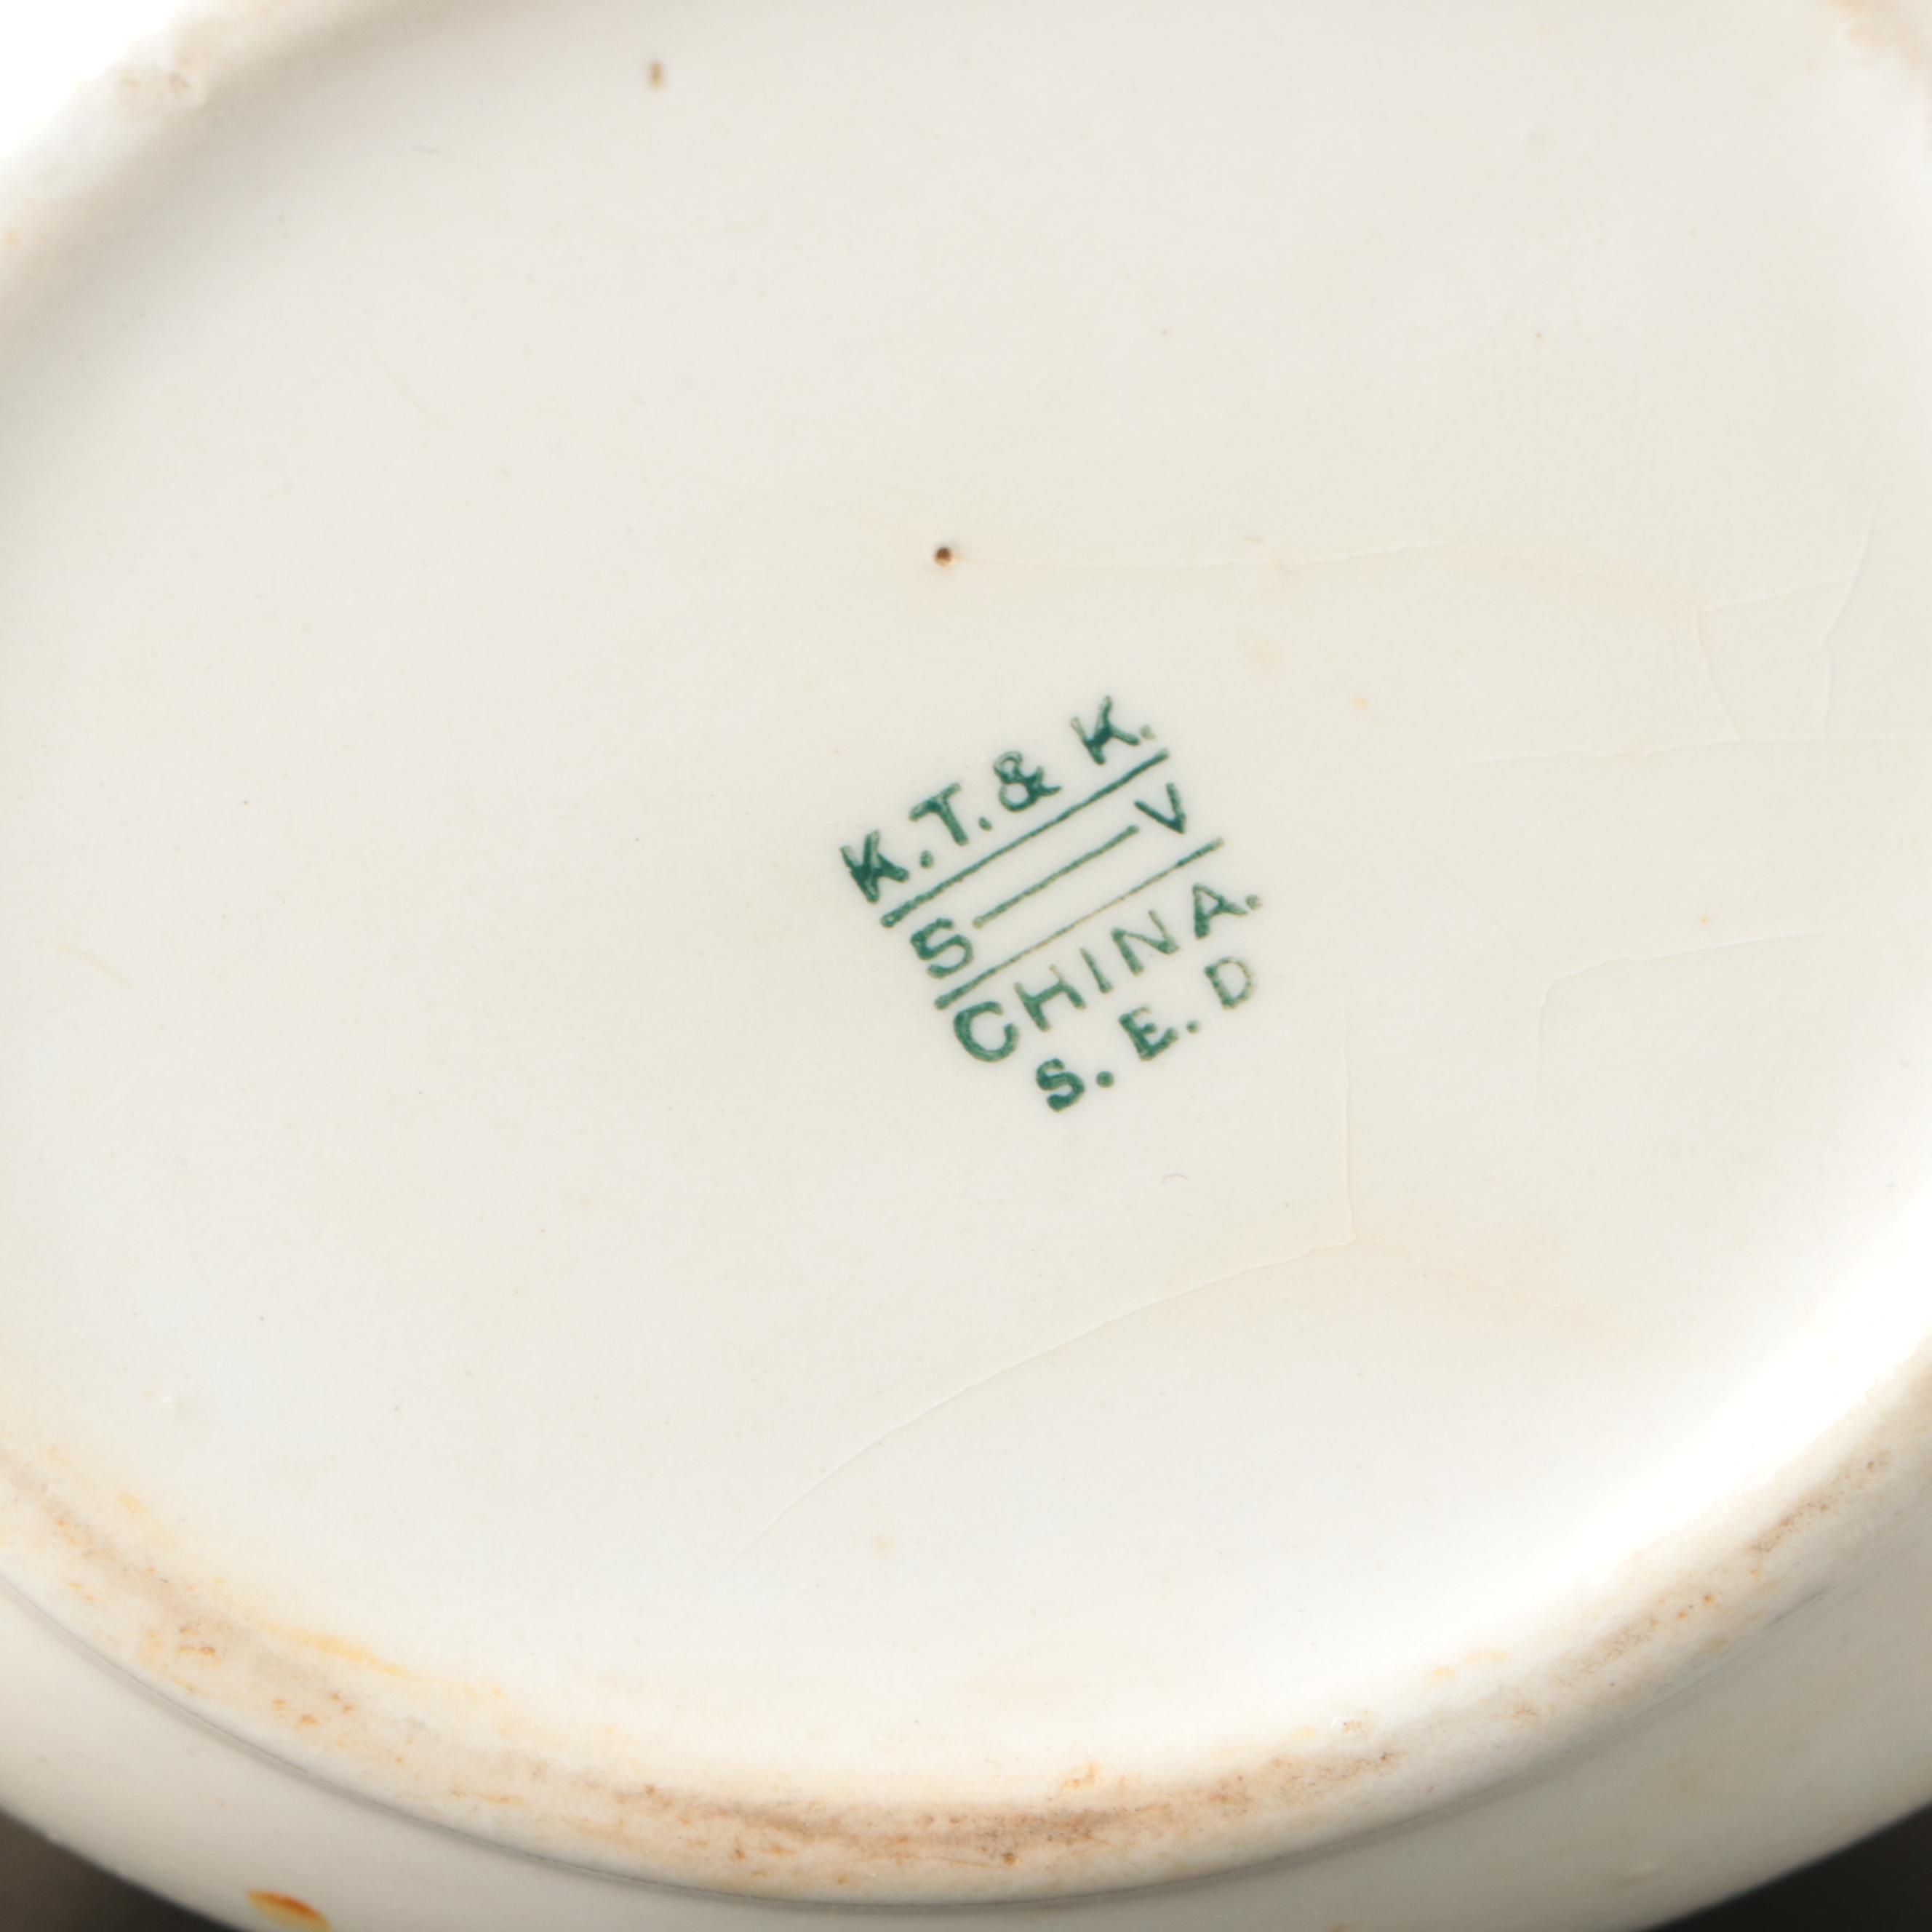 K.T. & K.
S—V
CHINA.
S. E. D